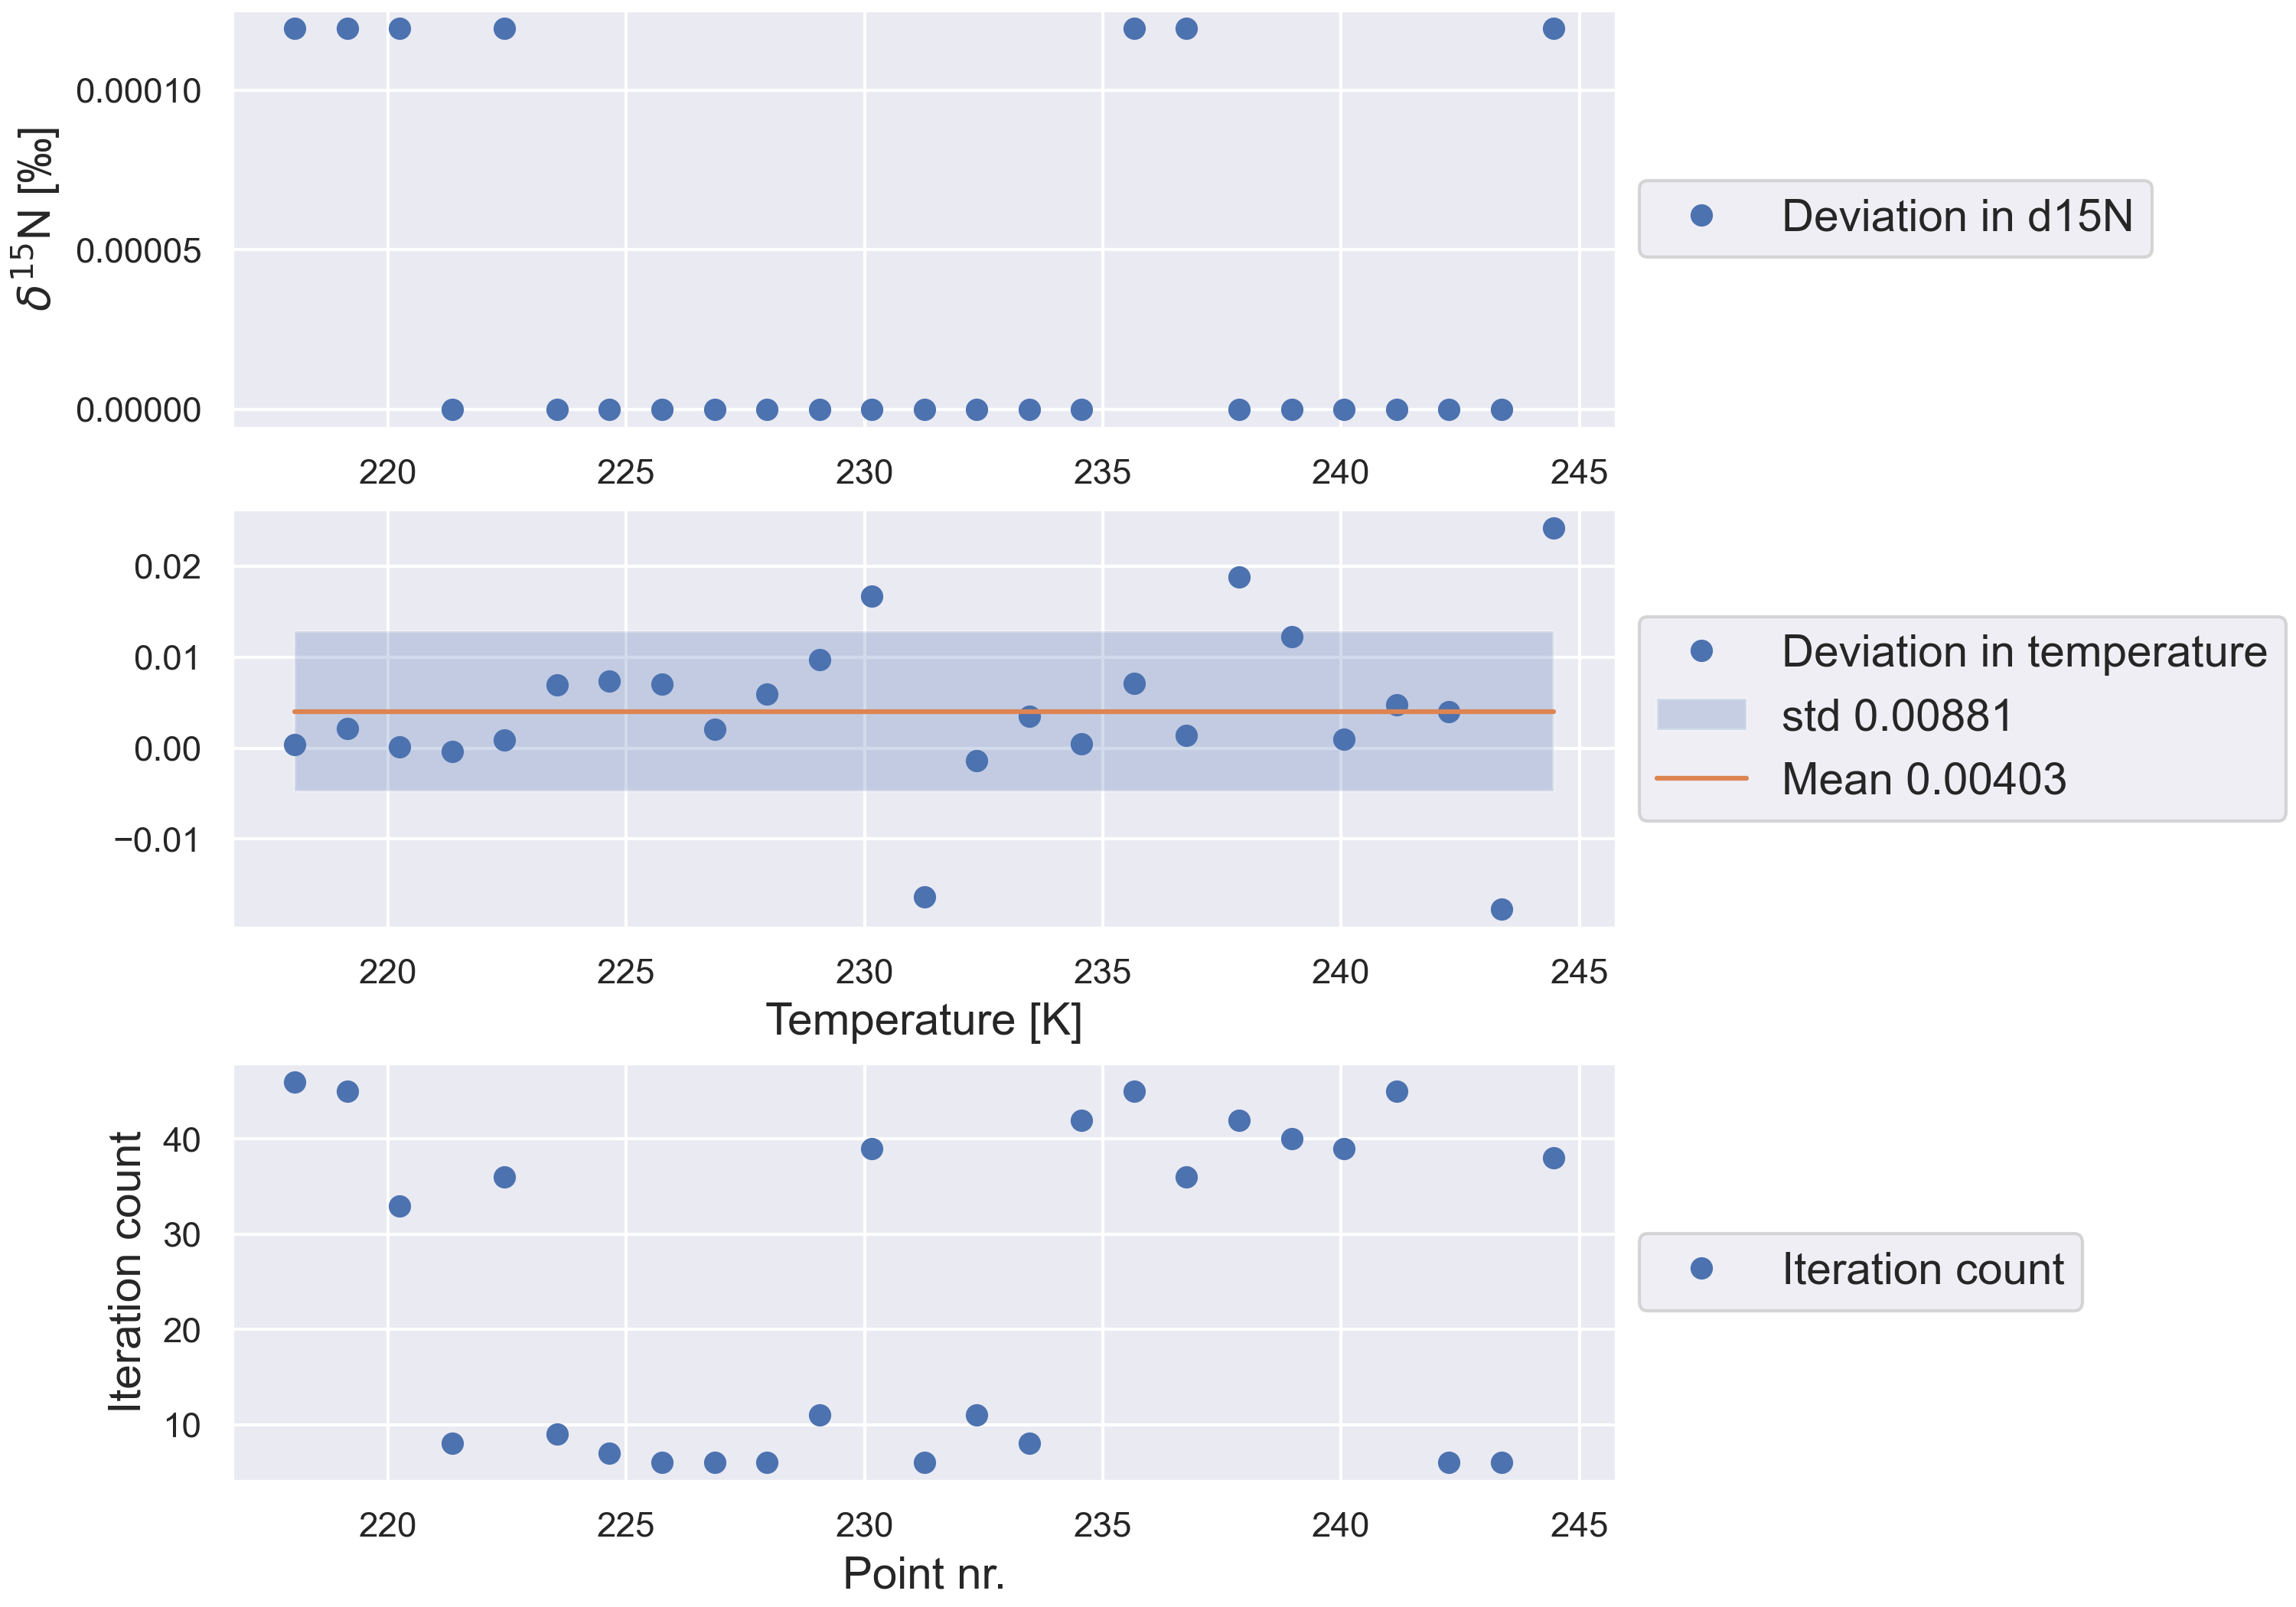 δ¹⁵N [‰]
0.00010
0.00005
0.00000
220 225 230 235 240 245
Deviation in d15N
0.02
0.01
0.00
−0.01
220 225 230 235 240 245
Temperature [K]
Deviation in temperature
std 0.00881
Mean 0.00403
Iteration count
40
30
20
10
220 225 230 235 240 245
Point nr.
Iteration count